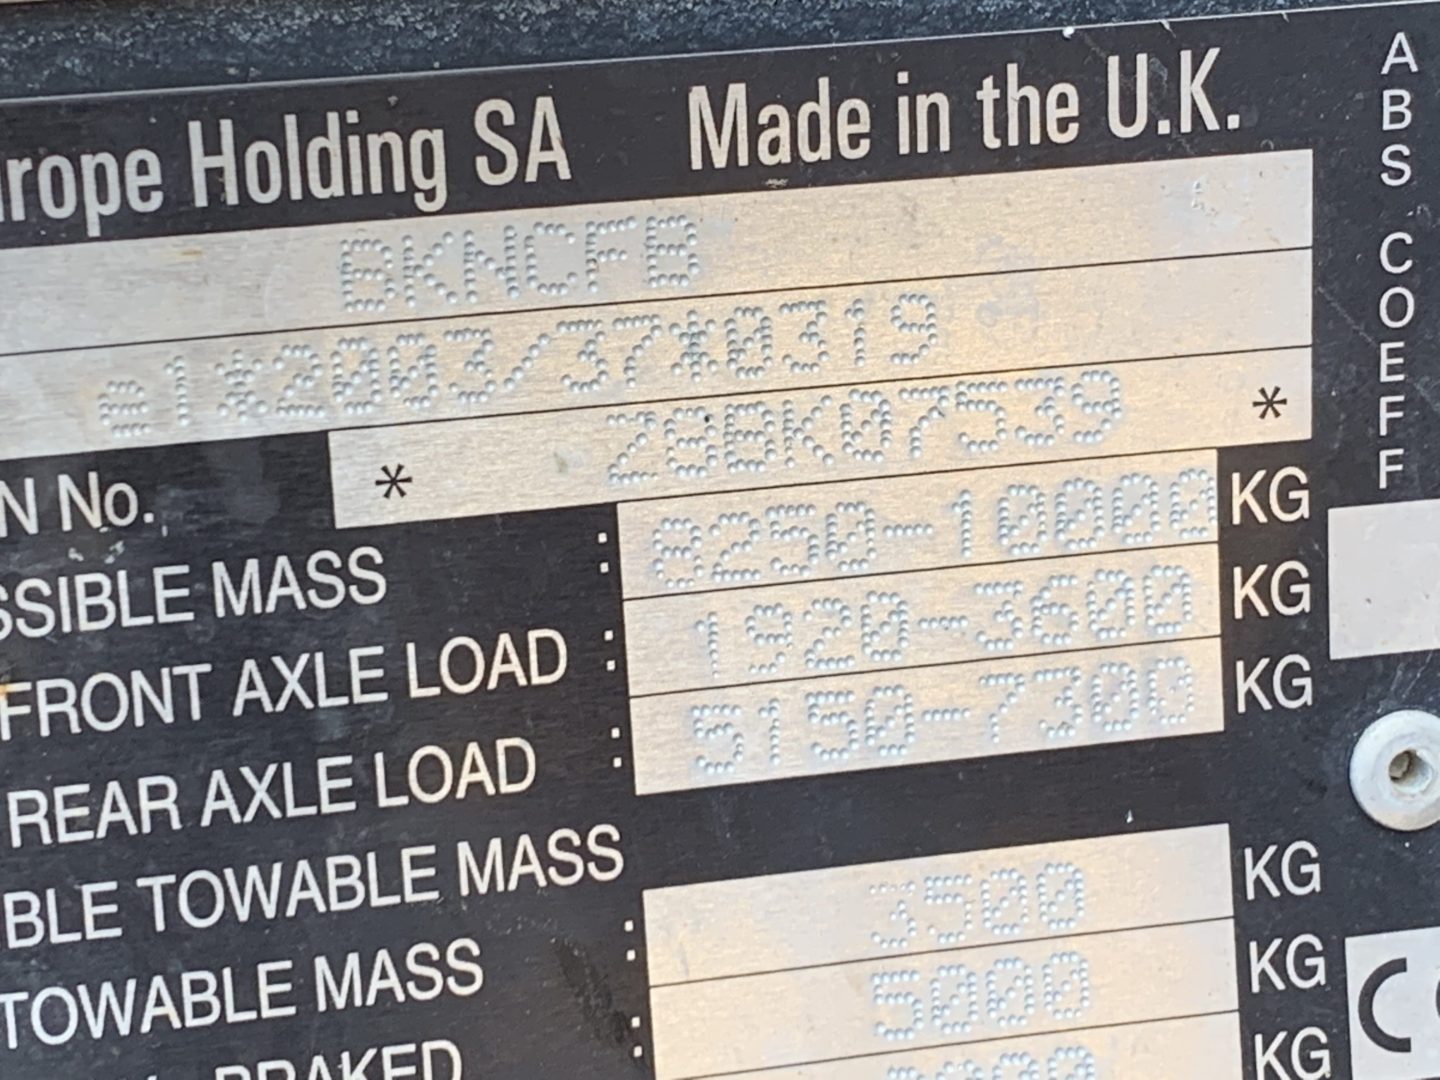 urope Holding SA Made in the U.K.
BKNCFB
e1*2003/37*0319
N No. * Z8BK07539 *
SSIBLE MASS : 8250-10000 KG
FRONT AXLE LOAD : 1920-3600 KG
REAR AXLE LOAD : 5150-7300 KG
BLE TOWABLE MASS : 3500 KG
TOWABLE MASS : 5000 KG
BRAKED : KG
ABS COEFF